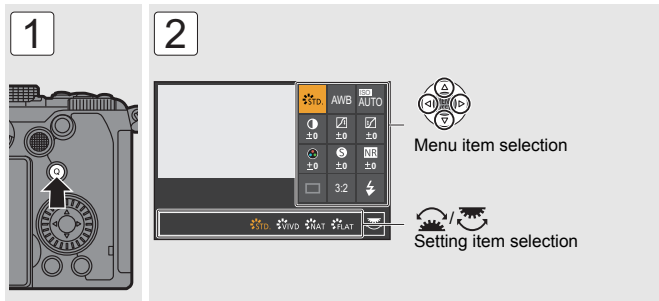 1
2
Q
STD.
AWB
ISO
AUTO
±0
±0
±0
S
NR
±0
±0
±0
3:2
STD.
VIVD
NAT
FLAT
Menu item selection
/
Setting item selection